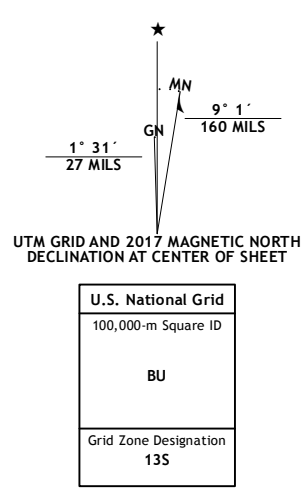 MN
GN
9° 1´
160 MILS
1° 31´
27 MILS
UTM GRID AND 2017 MAGNETIC NORTH
DECLINATION AT CENTER OF SHEET
U.S. National Grid
100,000-m Square ID
BU
Grid Zone Designation
13S